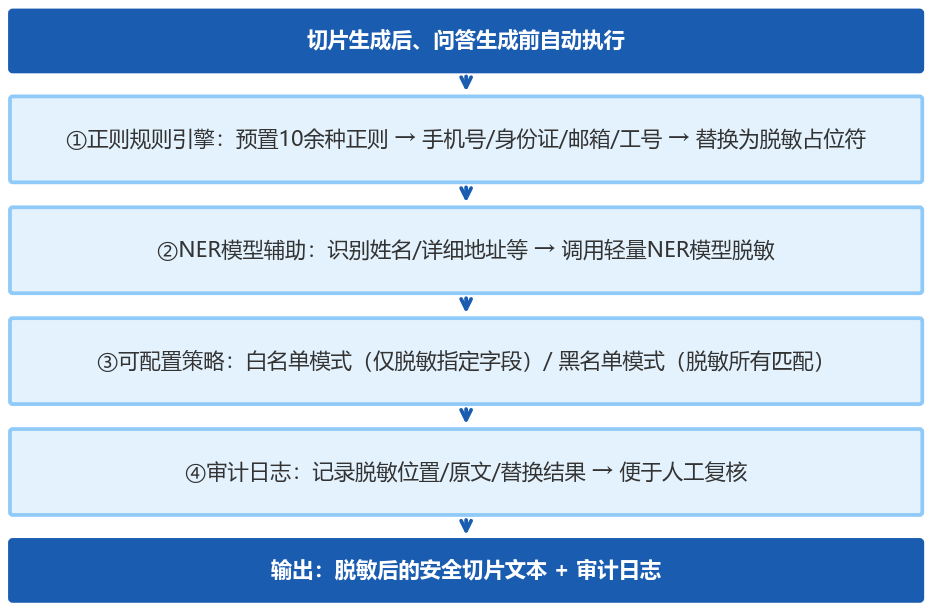 切片生成后、问答生成前自动执行
①正则规则引擎：预置10余种正则 → 手机号/身份证/邮箱/工号 → 替换为脱敏占位符
②NER模型辅助：识别姓名/详细地址等 → 调用轻量NER模型脱敏
③可配置策略：白名单模式（仅脱敏指定字段）/ 黑名单模式（脱敏所有匹配）
④审计日志：记录脱敏位置/原文/替换结果 → 便于人工复核
输出：脱敏后的安全切片文本 + 审计日志